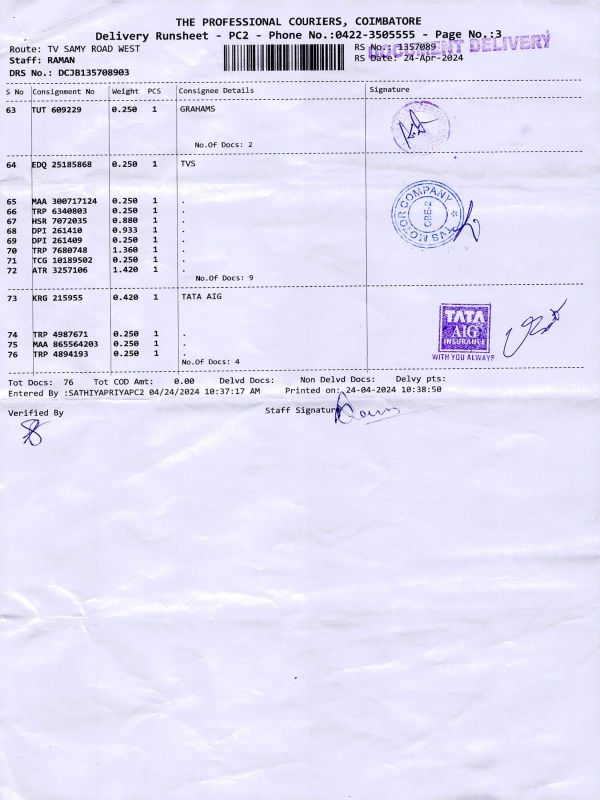 THE PROFESSIONAL COURIERS, COIMBATORE
Delivery Runsheet - PC2 - Phone No.:0422-3505555 - Page No.:3
Route: TV SAMY ROAD WEST RS No.: 1357089
DOCUMENT DELIVERY
Staff: RAMAN RS Date: 24-Apr-2024
DRS No.: DCJB135708903
S No Consignment No Weight PCS Consignee Details Signature
63 TUT 609229 0.250 1 GRAHAMS
No.Of Docs: 2
64 EDQ 25185868 0.250 1 TVS
65 MAA 300717124 0.250 1 .
66 TRP 6340803 0.250 1 .
67 HSR 7072035 0.880 1 .
68 DPI 261410 0.933 1 .
69 DPI 261409 0.250 1 .
70 TRP 7680748 1.360 1 .
71 TCG 10189502 0.250 1 .
72 ATR 3257106 1.420 1 .
No.Of Docs: 9
TVS MOTOR COMPANY
CBE-2
73 KRG 215955 0.420 1 TATA AIG
74 TRP 4987671 0.250 1 .
75 MAA 865564203 0.250 1 .
76 TRP 4894193 0.250 1 .
No.Of Docs: 4
TATA
AIG
INSURANCE
WITH YOU ALWAYS
Tot Docs: 76 Tot COD Amt: 0.00 Delvd Docs: Non Delvd Docs: Delvy pts:
Entered By :SATHIYAPRIYAPC2 04/24/2024 10:37:17 AM Printed on: 24-04-2024 10:38:50
Verified By Staff Signature